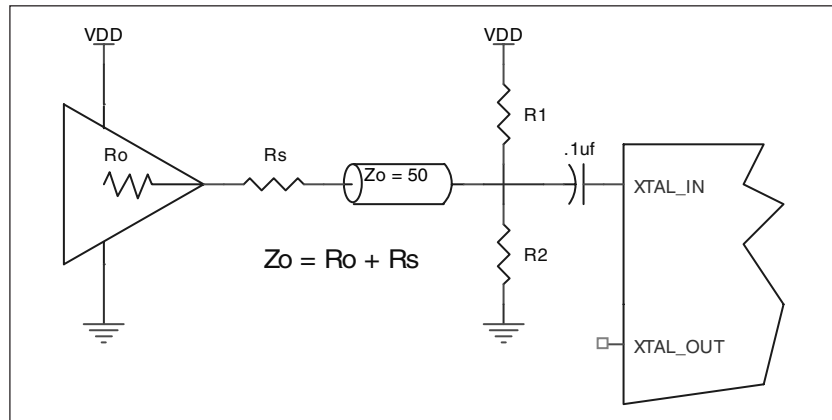 VDD
VDD
R1
Ro
Rs
.1uf
Zo = 50
XTAL_IN
Zo = Ro + Rs
R2
XTAL_OUT